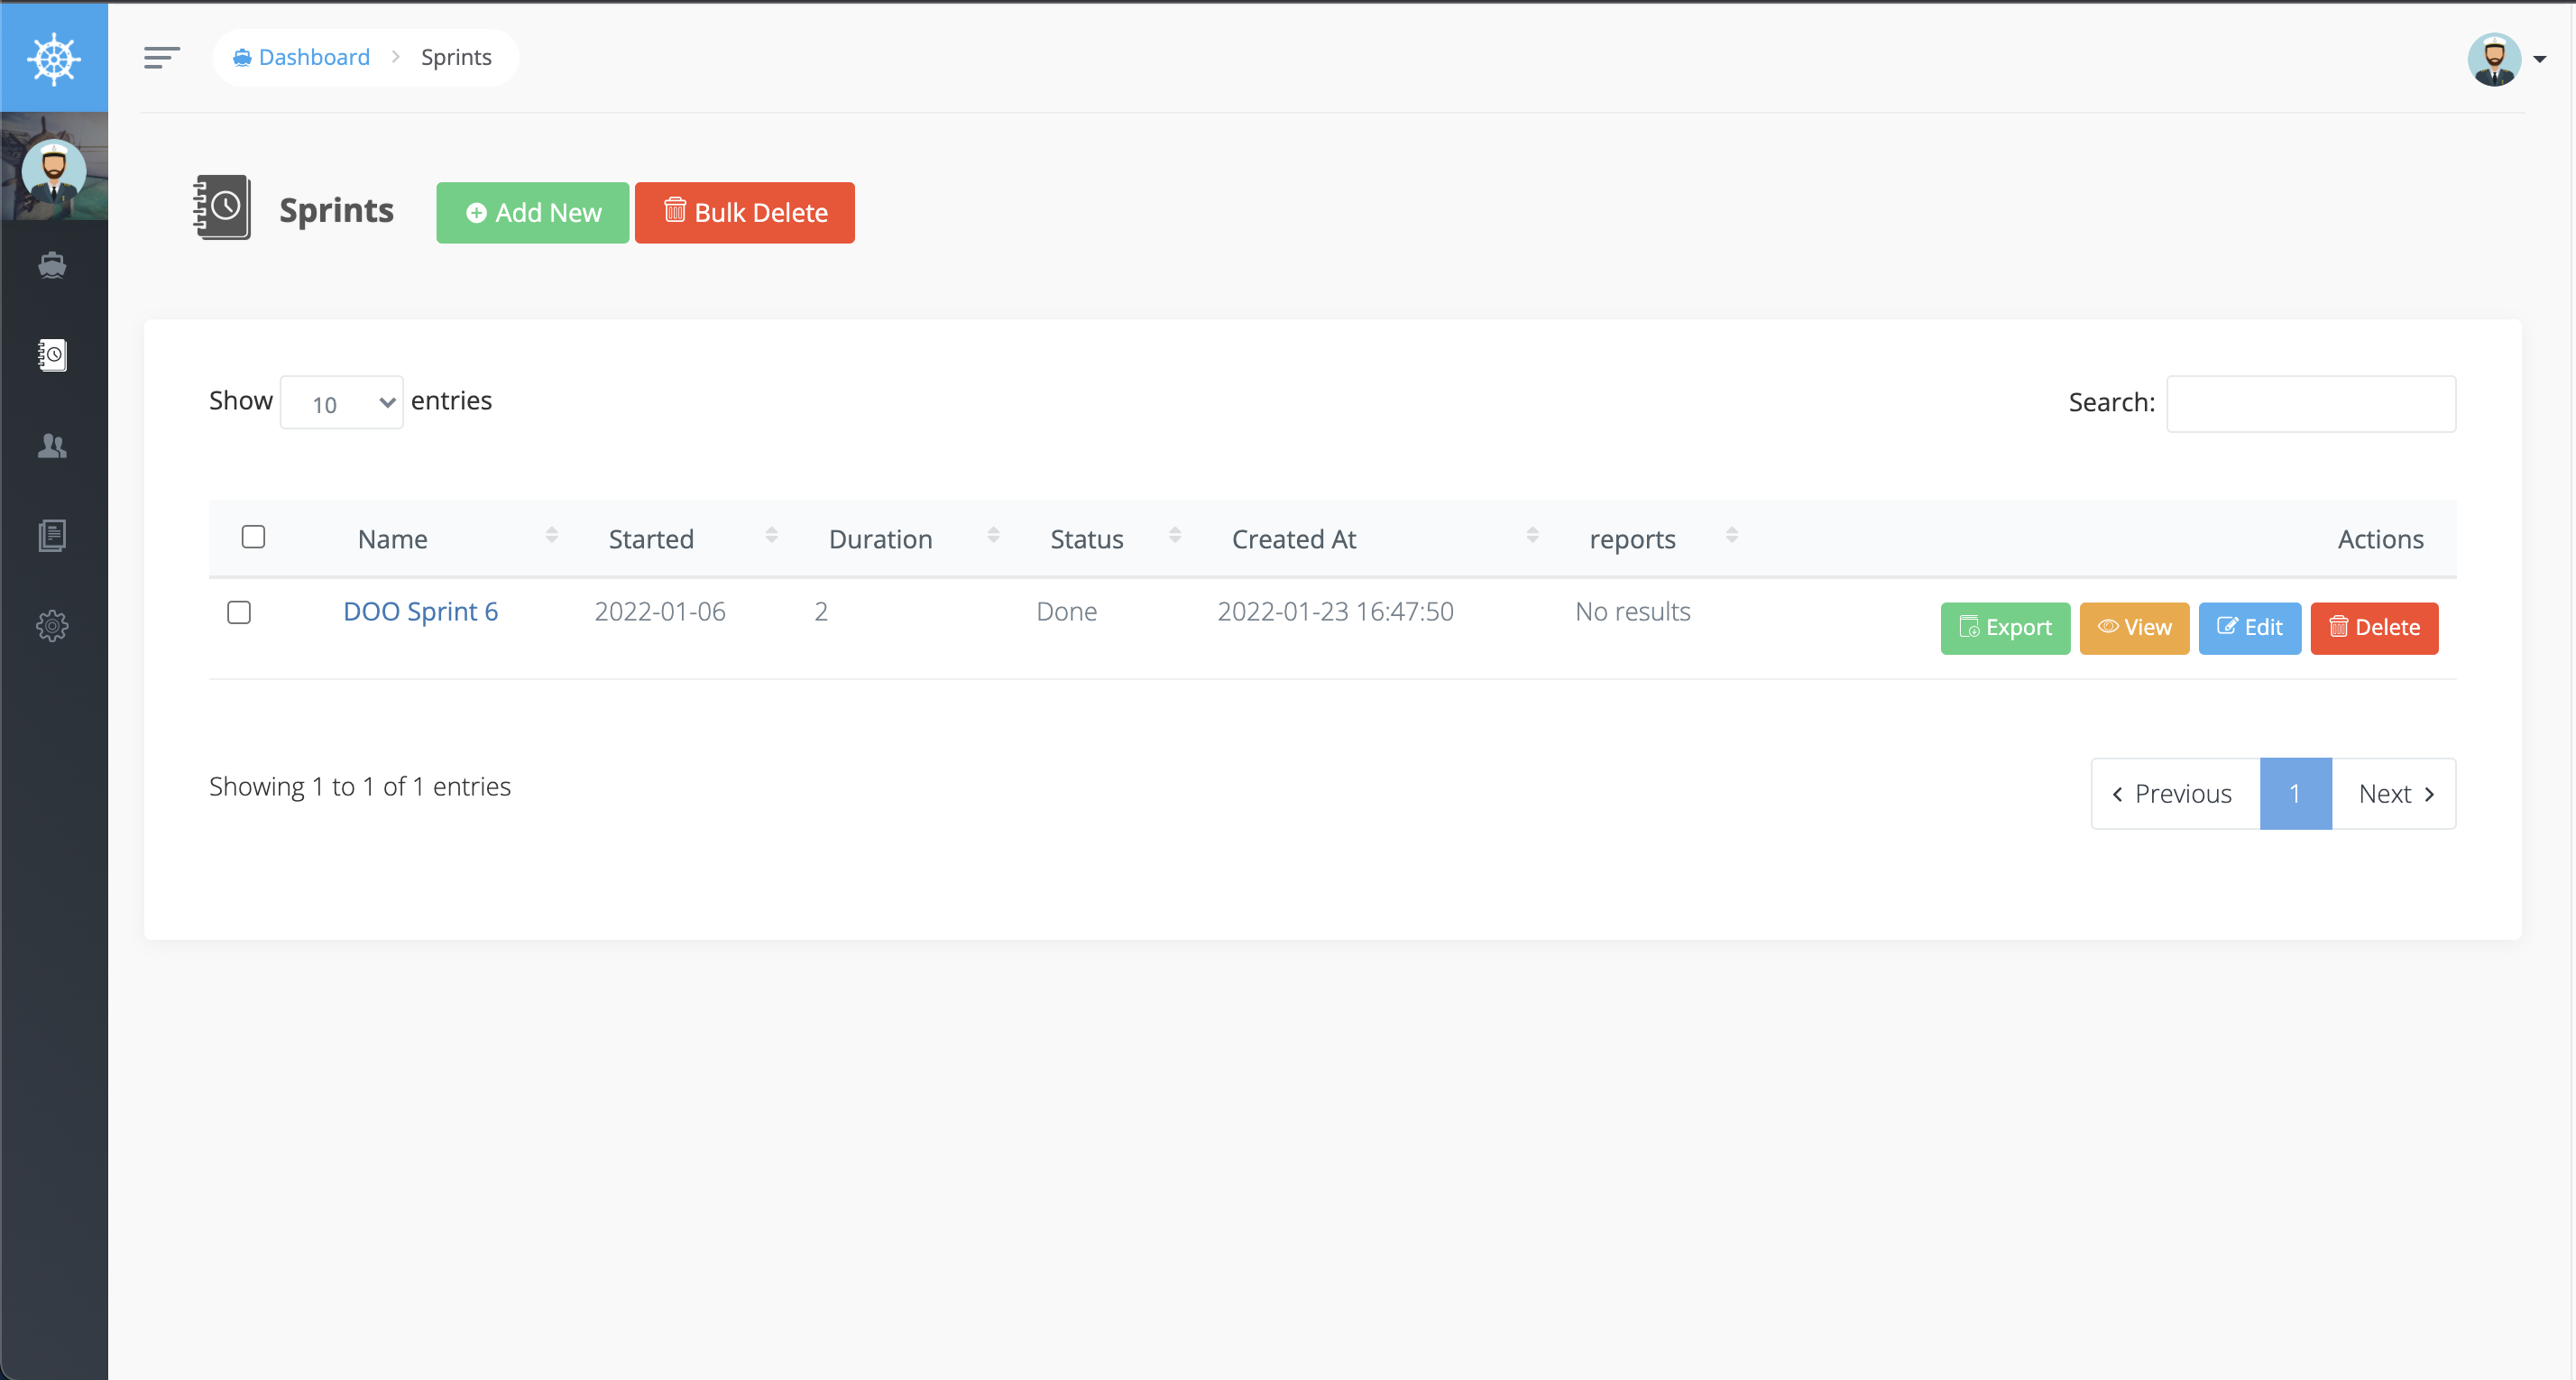 Dashboard > Sprints
Sprints Add New Bulk Delete
Show 10 entries Search:
Name Started Duration Status Created At reports Actions
DOO Sprint 6 2022-01-06 2 Done 2022-01-23 16:47:50 No results Export View Edit Delete
Showing 1 to 1 of 1 entries Previous 1 Next